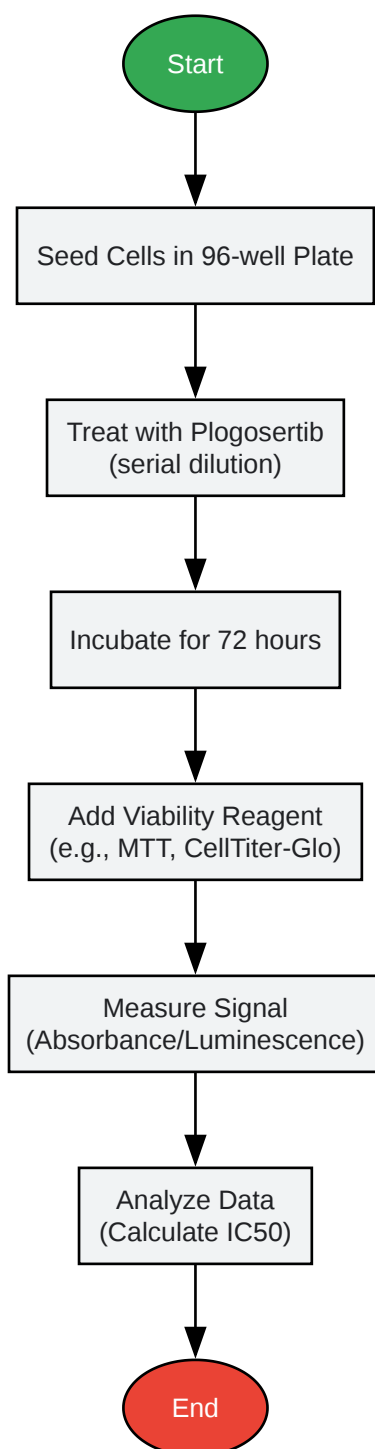 Start
Seed Cells in 96-well Plate
Treat with Plogosertib
(serial dilution)
Incubate for 72 hours
Add Viability Reagent
(e.g., MTT, CellTiter-Glo)
Measure Signal
(Absorbance/Luminescence)
Analyze Data
(Calculate IC50)
End